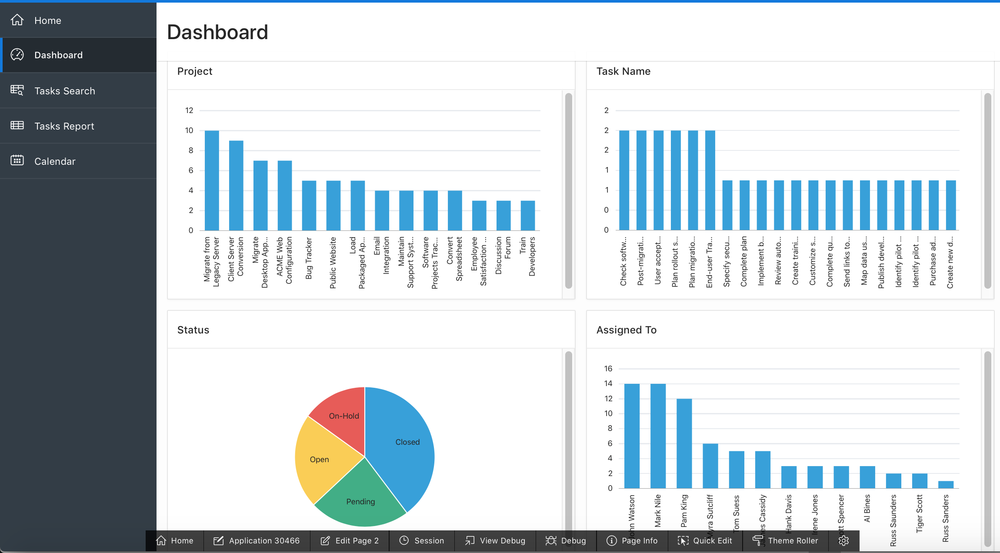 Home
Dashboard
Tasks Search
Tasks Report
Calendar
Dashboard
Project
12
10
8
6
4
2
0
Migrate from
Legacy Server
Client Server
Conversion
Migrate
Desktop App...
ACME Web
Configuration
Bug Tracker
Public Website
Load
Packaged Ap...
Email
Integration
Maintain
Support Syst...
Software
Projects Trac...
Convert
Spreadsheet
Employee
Satisfaction ...
Discussion
Forum
Train
Developers
Task Name
2
2
2
1
1
0
0
Check softw...
Post-migrati...
User accept...
Plan rollout s...
Plan migratio...
End-user Tra...
Specify secu...
Complete plan
Implement b...
Review auto...
Create traini...
Customize s...
Complete qu...
Send links to...
Map data us...
Publish devel...
Identify pilot ...
Identify pilot ...
Purchase ad...
Create new d...
Status
On-Hold
Closed
Open
Pending
Assigned To
16
14
12
10
8
6
4
2
0
John Watson
Mark Nile
Pam King
Myra Sutcliff
Tom Suess
James Cassidy
Hank Davis
Irene Jones
Spencer
Al Bines
Russ Saunders
Tiger Scott
Russ Sanders
Home
Application 30466
Edit Page 2
Session
View Debug
Debug
Page Info
Quick Edit
Theme Roller